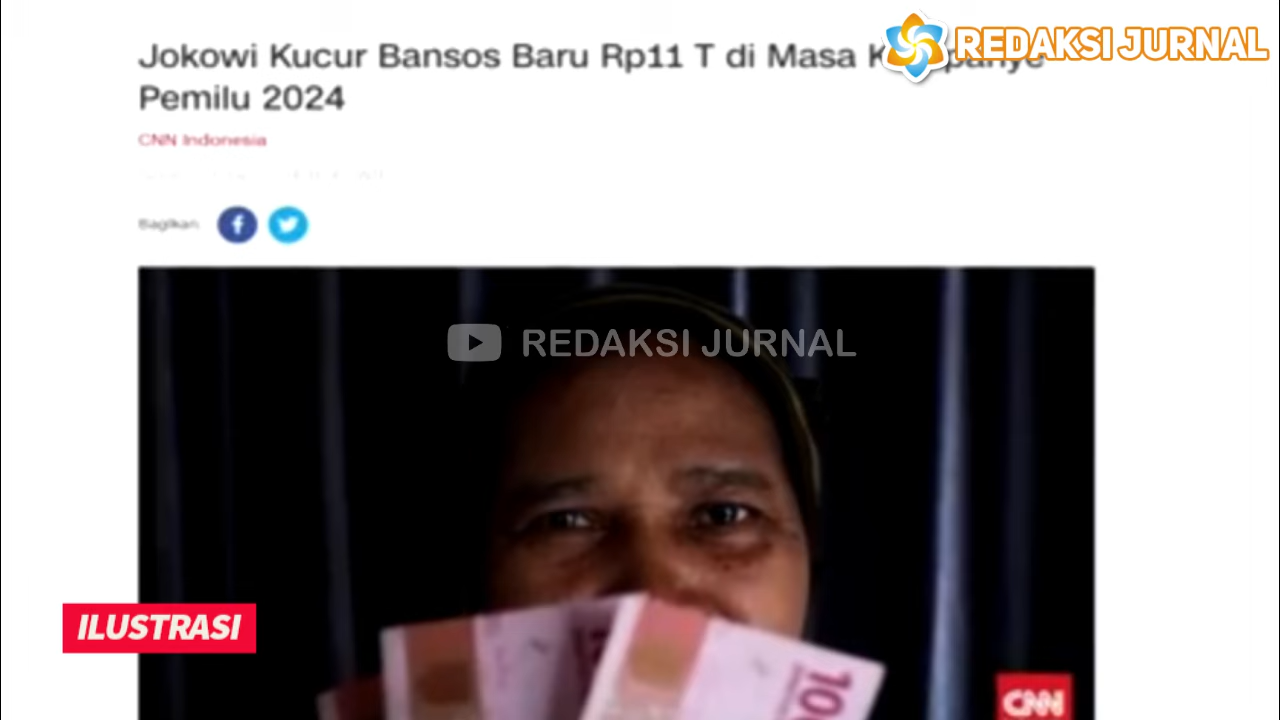 REDAKSI JURNAL
Jokowi Kucur Bansos Baru Rp11 T di Masa
Pemilu 2024
CNN Indonesia
Bagikan
REDAKSI JURNAL
ILUSTRASI
CNN